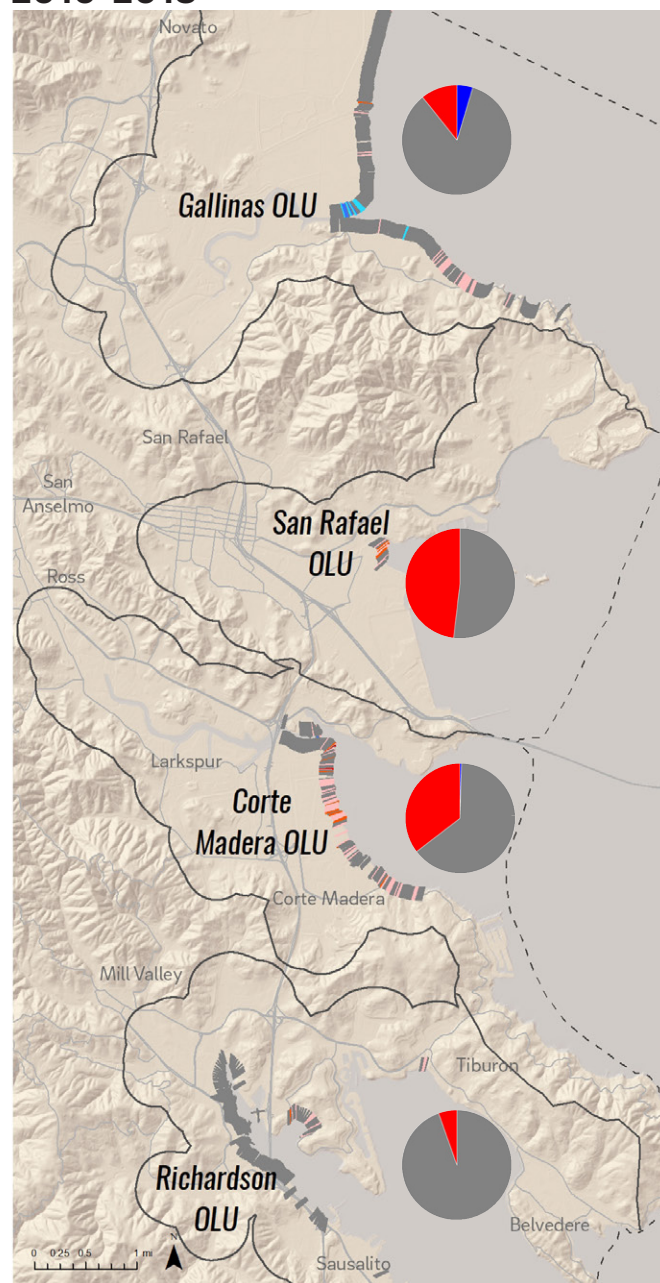 Novato
Gallinas OLU
San Rafael
San
Anselmo
San Rafael
OLU
Ross
Larkspur
Corte
Madera OLU
Corte Madera
Mill Valley
Tiburon
Richardson
OLU
Belvedere
N
0 0.25 0.5 1 mi
Sausalito